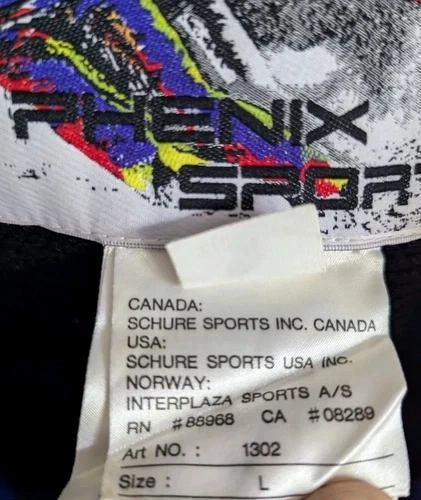 PHENIX
SPORT
CANADA:
SCHURE SPORTS INC. CANADA
USA:
SCHURE SPORTS USA INC.
NORWAY:
INTERPLAZA SPORTS A/S
RN #88968 CA #08289
Art NO. : 1302
Size : L